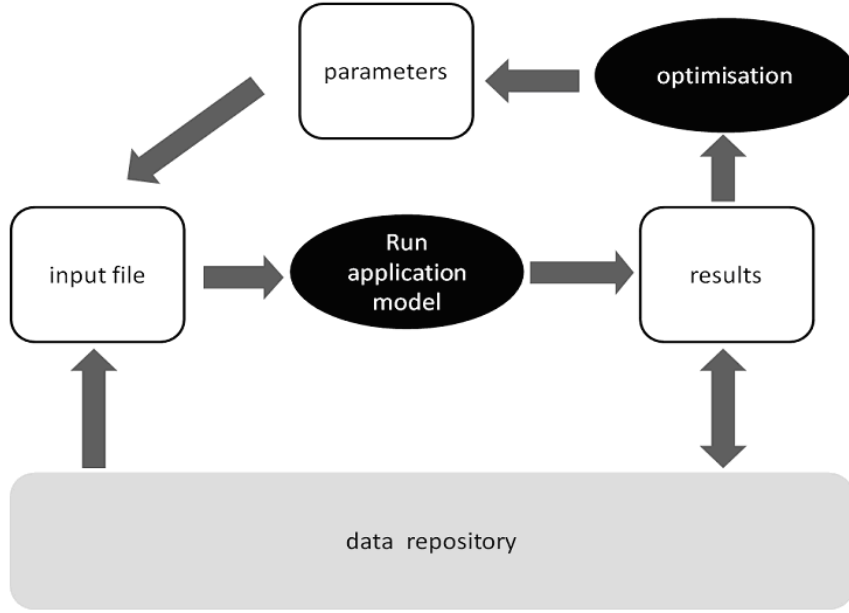 parameters
optimisation
input file
Run
application
model
results
data repository